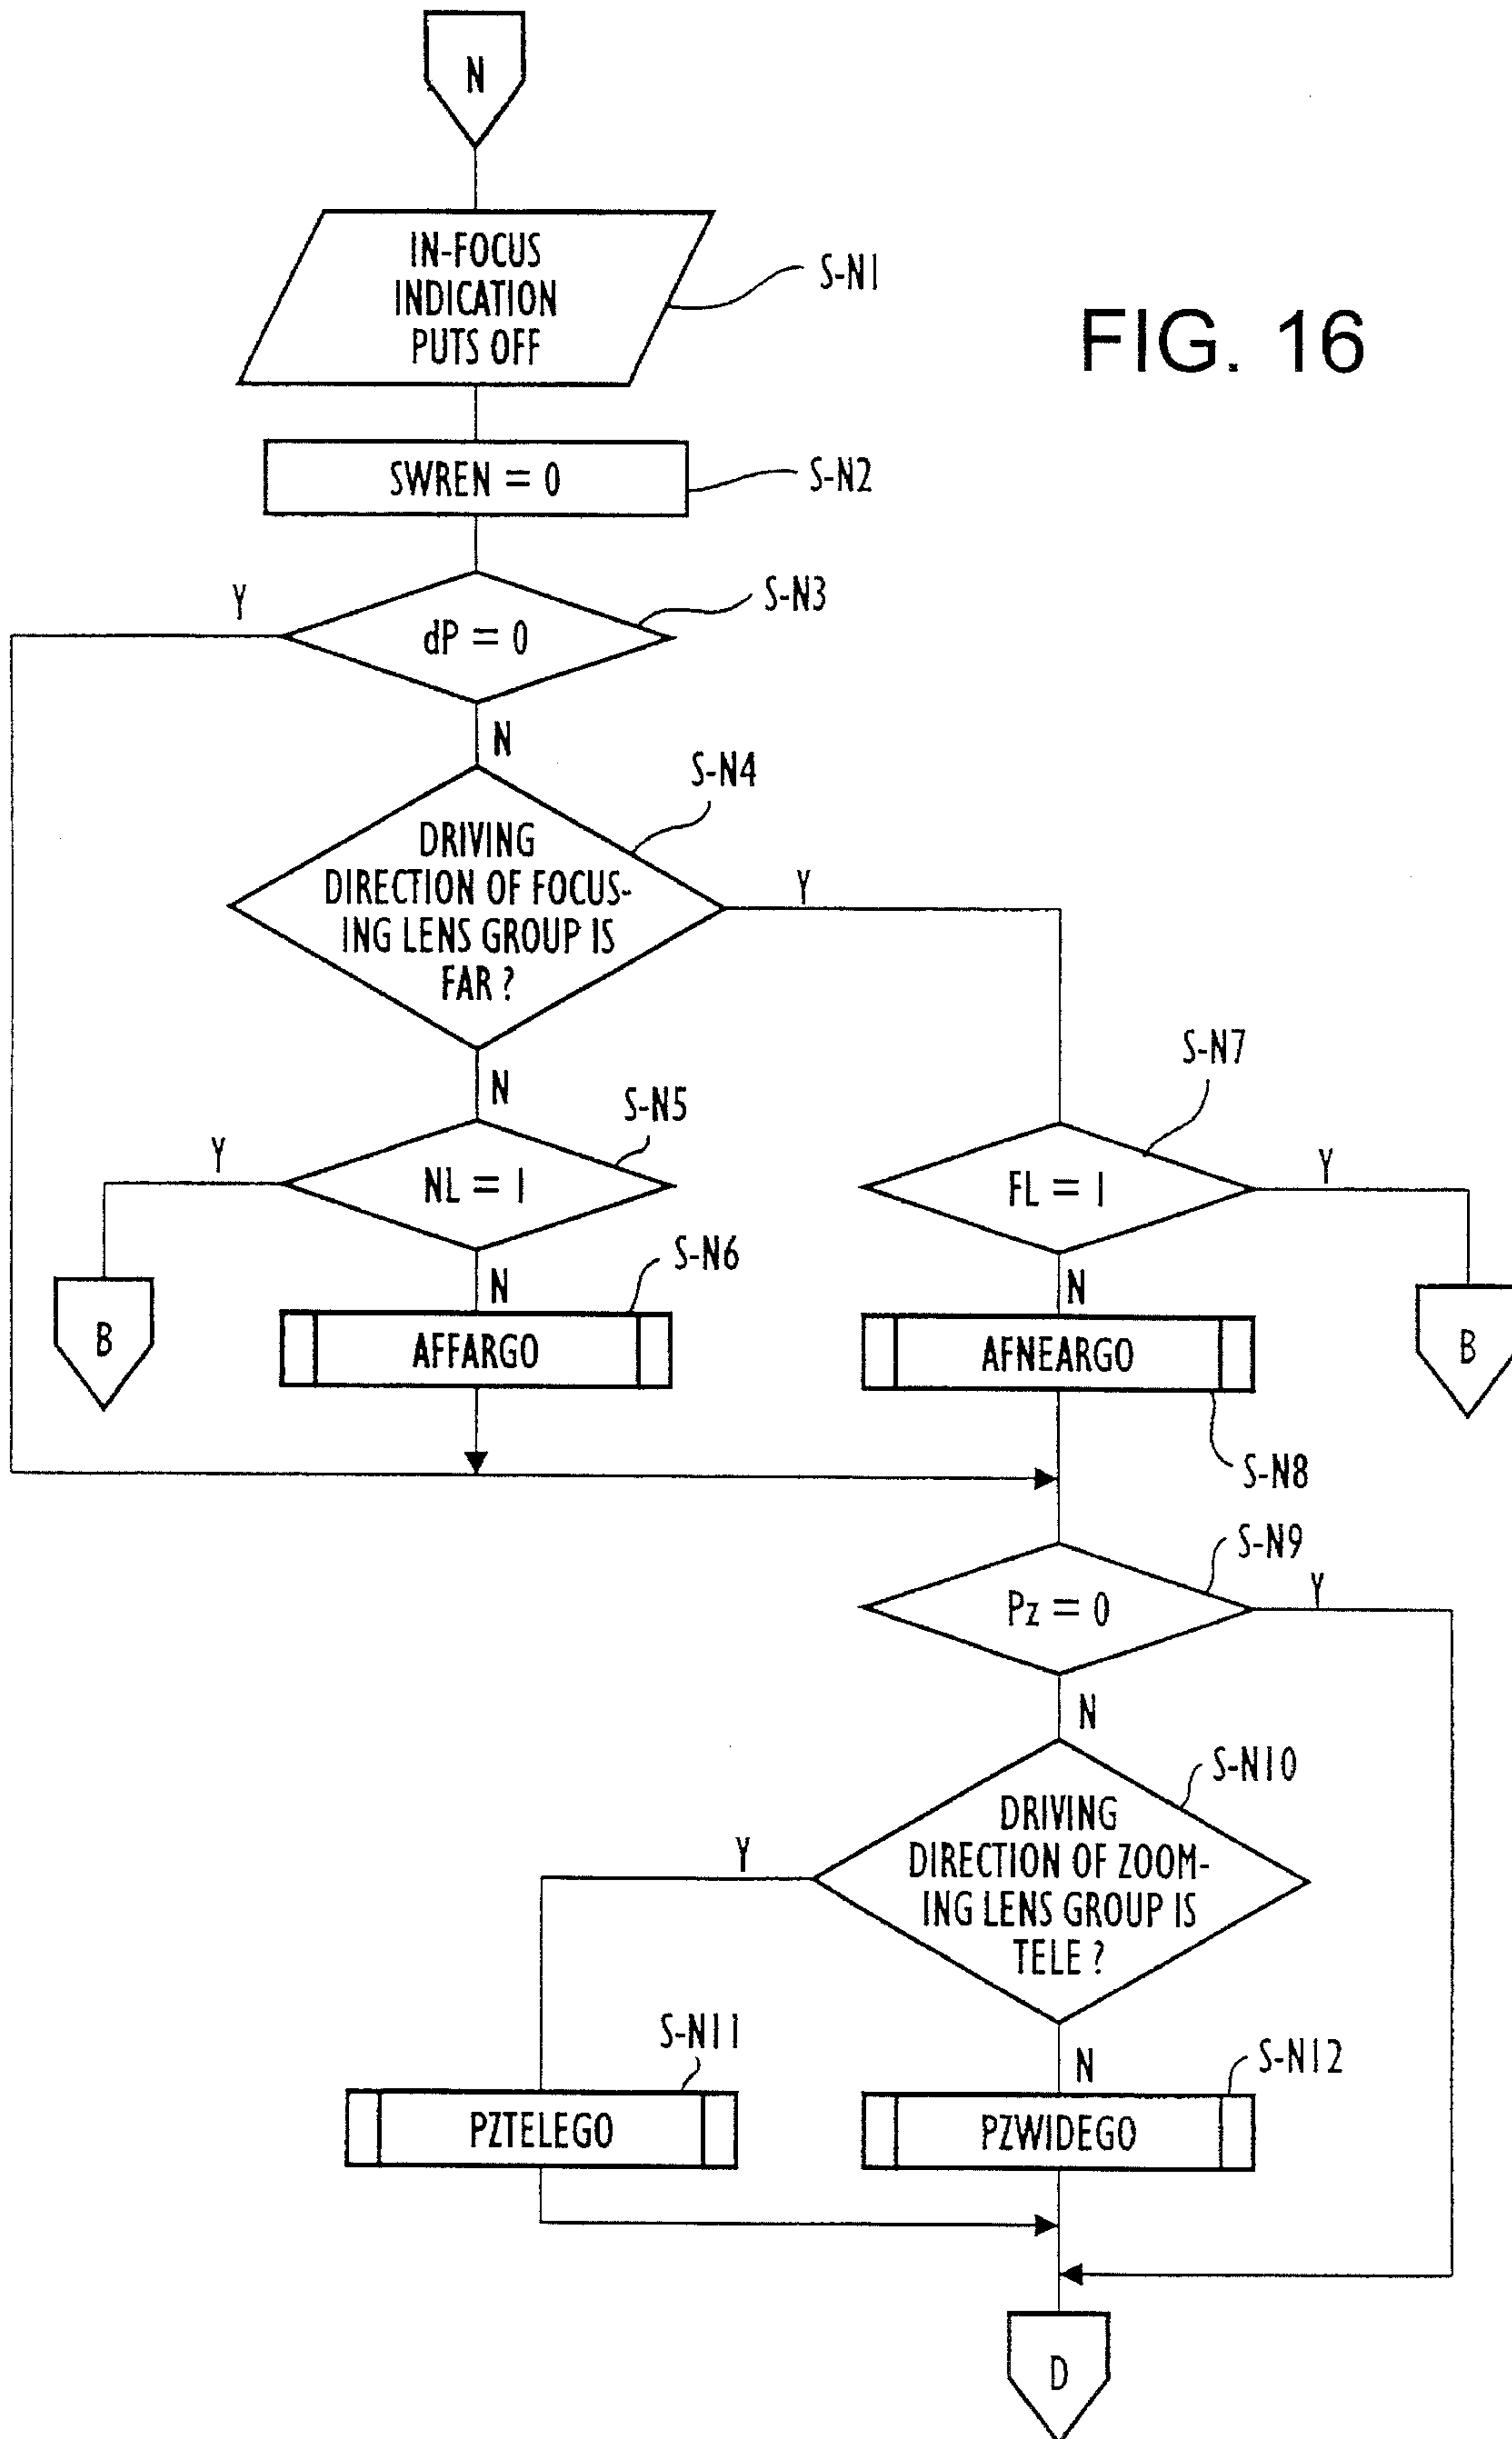 N
IN-FOCUS
INDICATION
PUTS OFF
S-N1
FIG. 16
SWREN = 0
S-N2
Y
dP = 0
S-N3
N
S-N4
DRIVING
DIRECTION OF FOCUS-
ING LENS GROUP IS
FAR ?
Y
N
S-N5
Y
NL = 1
S-N7
FL = 1
Y
N
S-N6
N
B
AFFARGO
AFNEARGO
B
S-N8
S-N9
Pz = 0
Y
N
S-N10
DRIVING
DIRECTION OF ZOOM-
ING LENS GROUP IS
TELE ?
Y
N
S-N11
S-N12
PZTELEGO
PZWIDEGO
D